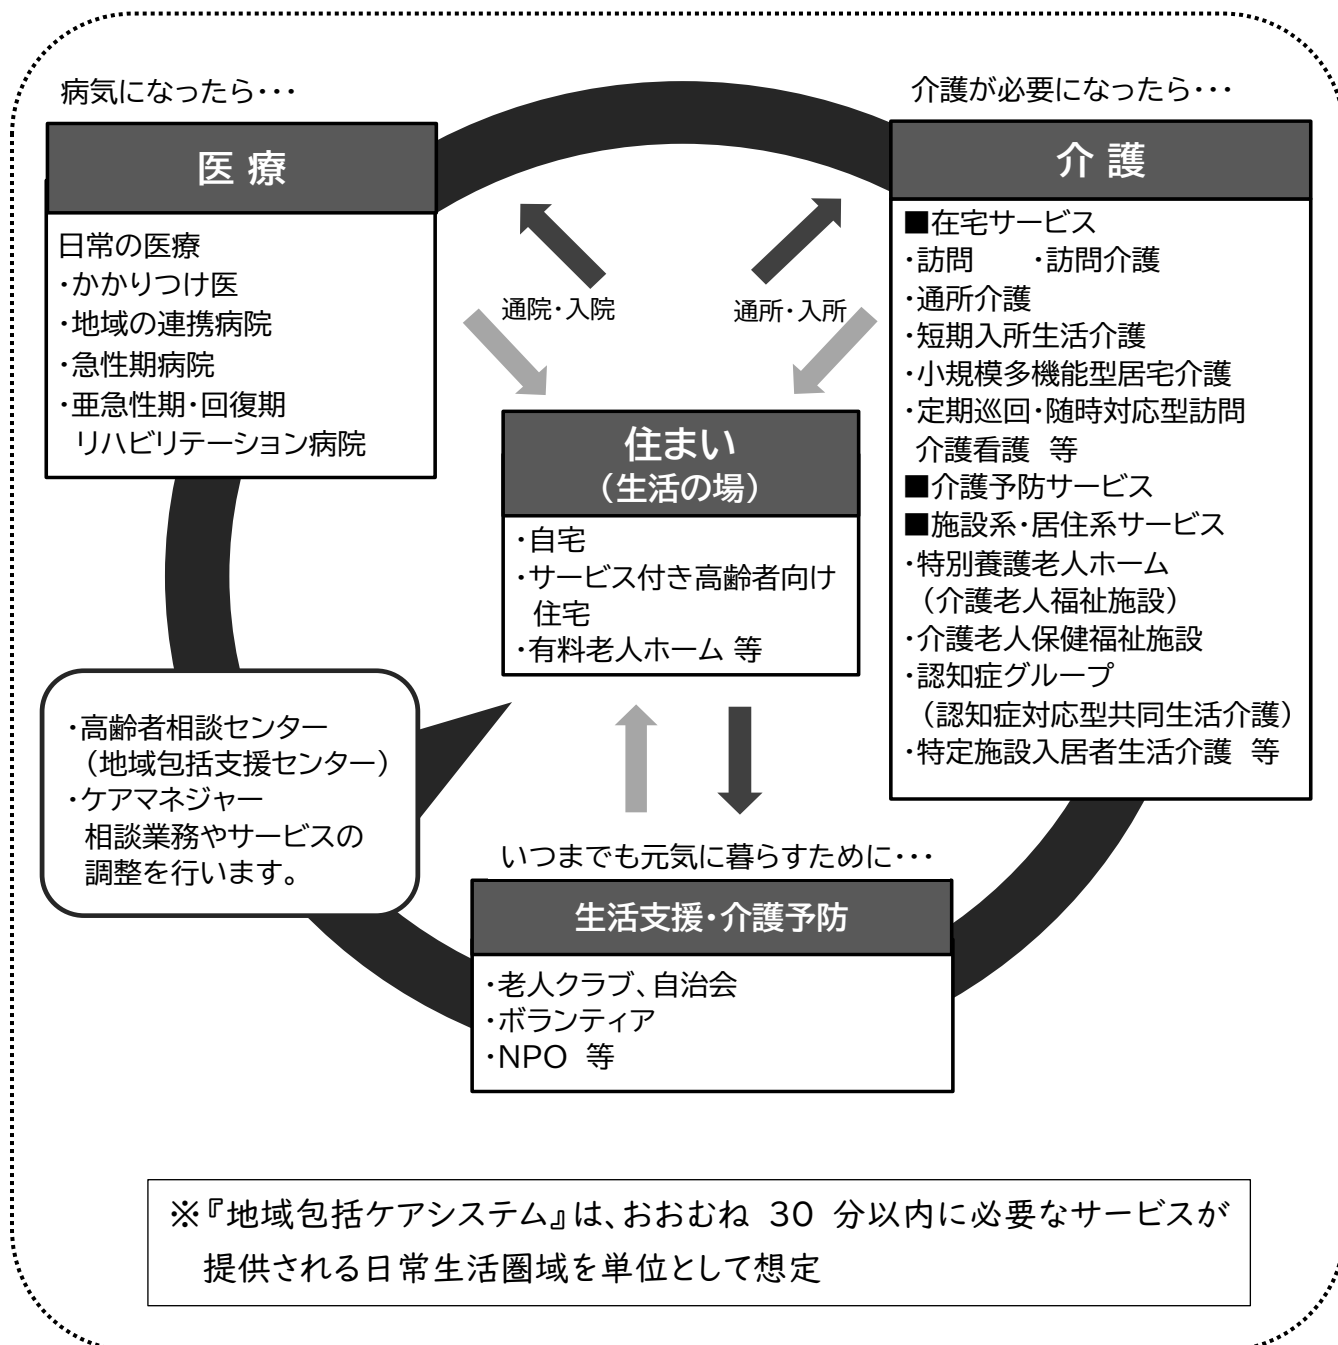 病気になったら・・・
医 療
日常の医療
・かかりつけ医
・地域の連携病院
・急性期病院
・亜急性期・回復期
リハビリテーション病院
介護が必要になったら・・・
介 護
■在宅サービス
・訪問　　・訪問介護
・通所介護
・短期入所生活介護
・小規模多機能型居宅介護
・定期巡回・随時対応型訪問
介護看護 等
■介護予防サービス
■施設系・居住系サービス
・特別養護老人ホーム
（介護老人福祉施設）
・介護老人保健福祉施設
・認知症グループ
（認知症対応型共同生活介護）
・特定施設入居者生活介護 等
通院・入院
通所・入所
住まい
（生活の場）
・自宅
・サービス付き高齢者向け
住宅
・有料老人ホーム 等
・高齢者相談センター
（地域包括支援センター）
・ケアマネジャー
相談業務やサービスの
調整を行います。
いつまでも元気に暮らすために・・・
生活支援・介護予防
・老人クラブ、自治会
・ボランティア
・NPO 等
※『地域包括ケアシステム』は、おおむね 30 分以内に必要なサービスが
提供される日常生活圏域を単位として想定